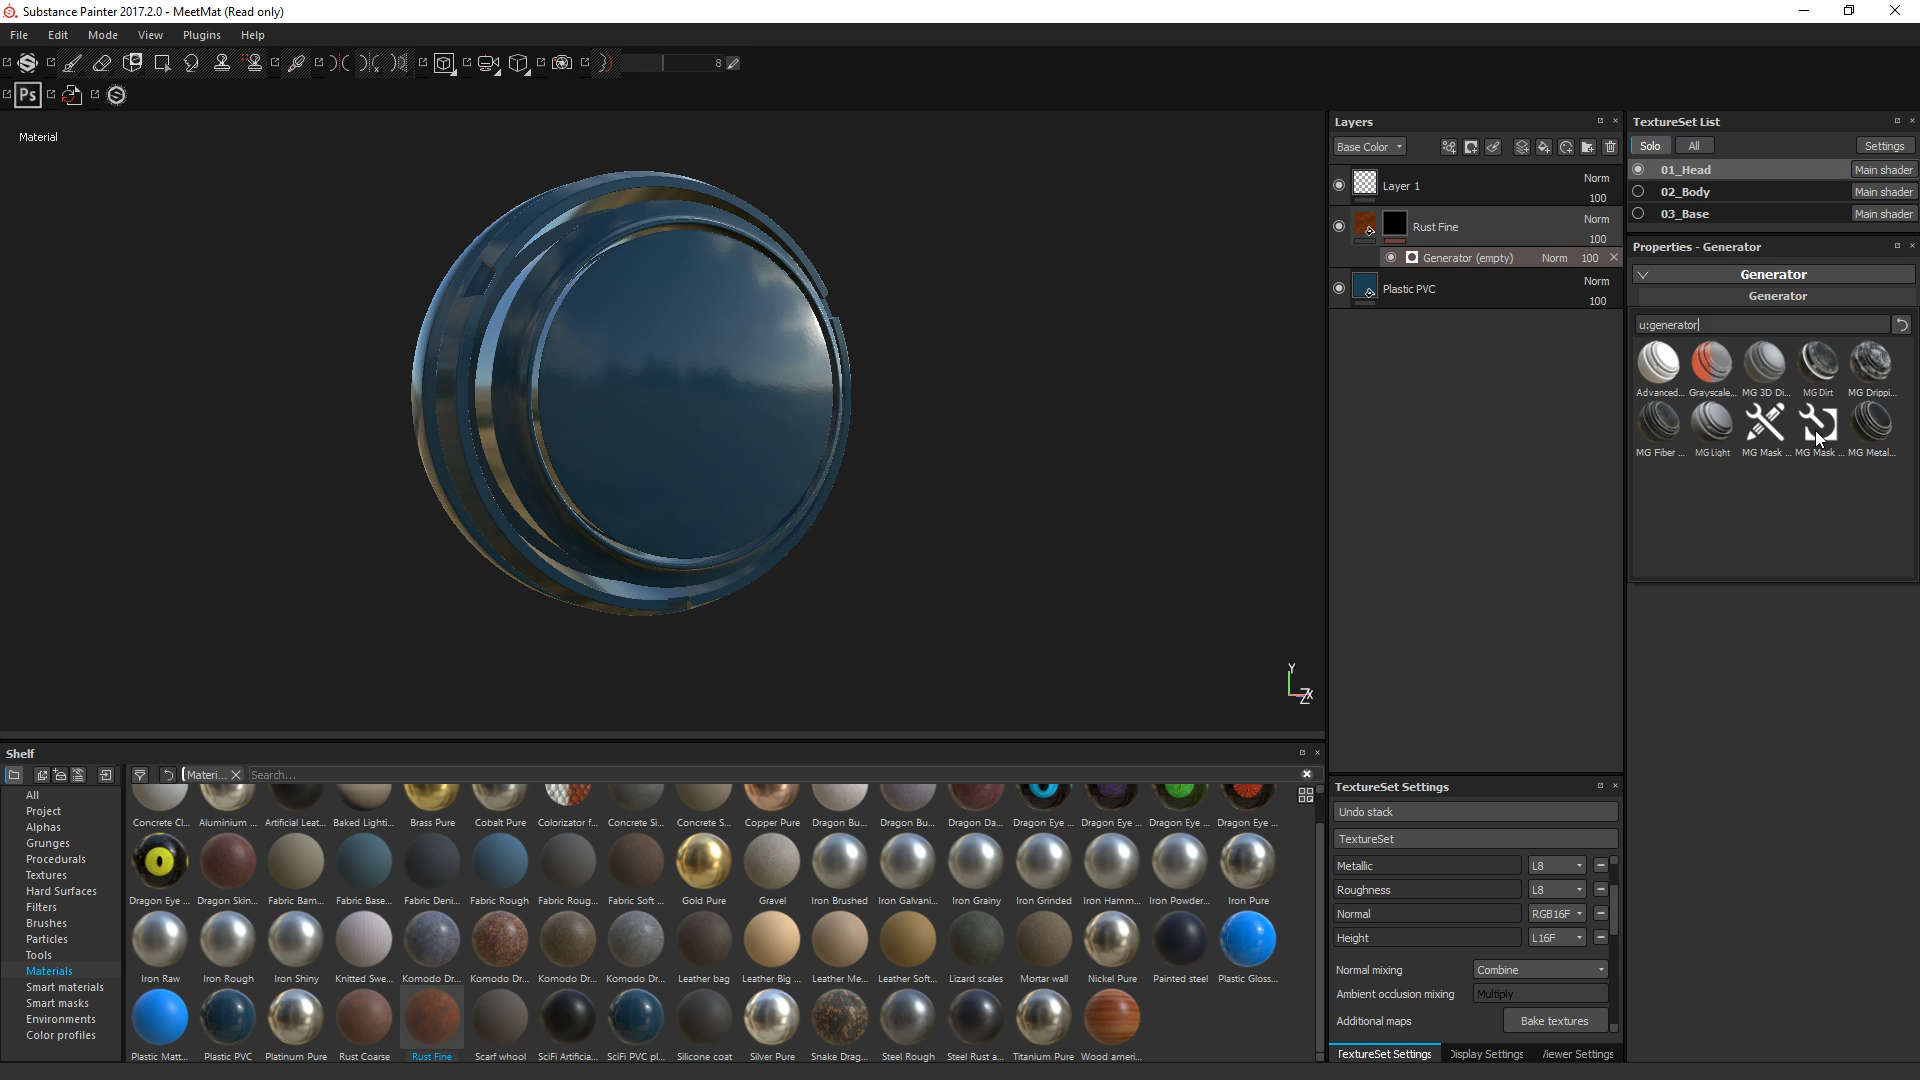 Substance Painter 2017.2.0 - MeetMat (Read only)
File Edit Mode View Plugins Help
8
Ps
Material
Y
Z X
Layers
Base Color
Layer 1 Norm 100
Rust Fine Norm 100
Generator (empty) Norm 100
Plastic PVC Norm 100
TextureSet List
Solo All Settings
01_Head Main shader
02_Body Main shader
03_Base Main shader
Properties - Generator
Generator
Generator
u:generator
Advanced... Grayscale... MG 3D Di... MG Dirt MG Drippi...
MG Fiber ... MG Light MG Mask ... MG Mask ... MG Metal...
Shelf
Materi... Search...
All
Project
Alphas
Grunges
Procedurals
Textures
Hard Surfaces
Filters
Brushes
Particles
Tools
Materials
Smart materials
Smart masks
Environments
Color profiles
Concrete Cl... Aluminium ... Artificial Leat... Baked Lighti... Brass Pure Cobalt Pure Colorizator f... Concrete Si... Concrete S... Copper Pure Dragon Bu... Dragon Bu... Dragon Da... Dragon Eye ... Dragon Eye ... Dragon Eye ... Dragon Eye ...
Dragon Eye ... Dragon Skin... Fabric Bam... Fabric Base... Fabric Deni... Fabric Rough Fabric Roug... Fabric Soft ... Gold Pure Gravel Iron Brushed Iron Galvani... Iron Grainy Iron Grinded Iron Hamm... Iron Powder... Iron Pure
Iron Raw Iron Rough Iron Shiny Knitted Swe... Komodo Dr... Komodo Dr... Komodo Dr... Komodo Dr... Leather bag Leather Big ... Leather Me... Leather Soft... Lizard scales Mortar wall Nickel Pure Painted steel Plastic Gloss...
Plastic Matt... Plastic PVC Platinum Pure Rust Coarse Rust Fine Scarf whool SciFi Artificia... SciFi PVC pl... Silicone coat Silver Pure Snake Drag... Steel Rough Steel Rust a... Titanium Pure Wood ameri...
TextureSet Settings
Undo stack
TextureSet
Metallic L8
Roughness L8
Normal RGB16F
Height L16F
Normal mixing Combine
Ambient occlusion mixing Multiply
Additional maps Bake textures
TextureSet Settings Display Settings Viewer Settings